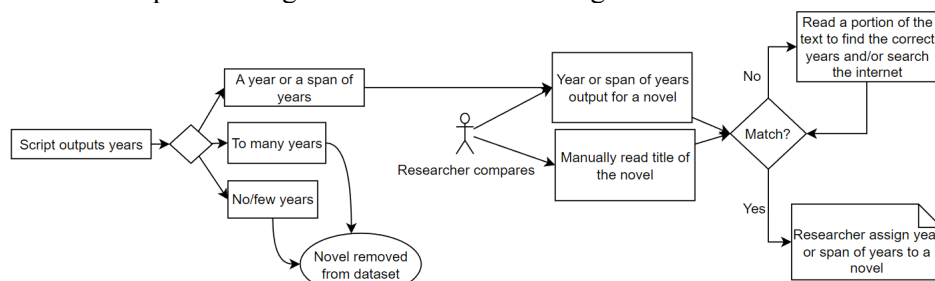 Script outputs years
A year or a span of
years
To many years
No/few years
Novel removed
from dataset
Researcher compares
Year or span of years
output for a novel
Manually read title of
the novel
Match?
No
Read a portion of the
text to find the correct
years and/or search
the internet
Yes
Researcher assign yea
or span of years to a
novel